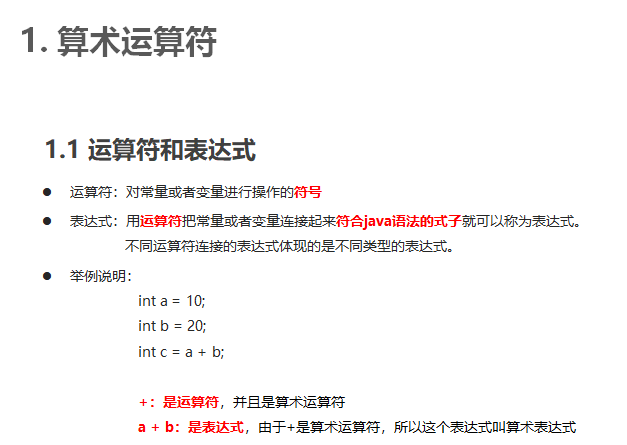 1. 算术运算符
1.1 运算符和表达式
● 运算符：对常量或者变量进行操作的符号
● 表达式：用运算符把常量或者变量连接起来符合java语法的式子就可以称为表达式。
不同运算符连接的表达式体现的是不同类型的表达式。
● 举例说明：
int a = 10;
int b = 20;
int c = a + b;
+：是运算符，并且是算术运算符
a + b：是表达式，由于+是算术运算符，所以这个表达式叫算术表达式